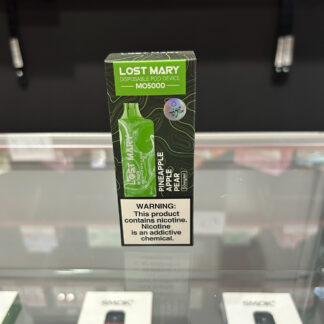 LOST MARY
DISPOSABLE POD DEVICE
MO5000
LOST MARY
PINEAPPLE
APPLE
PEAR
WARNING:
This product
contains nicotine.
Nicotine
is an addictive
chemical.
SMOK
SMOK